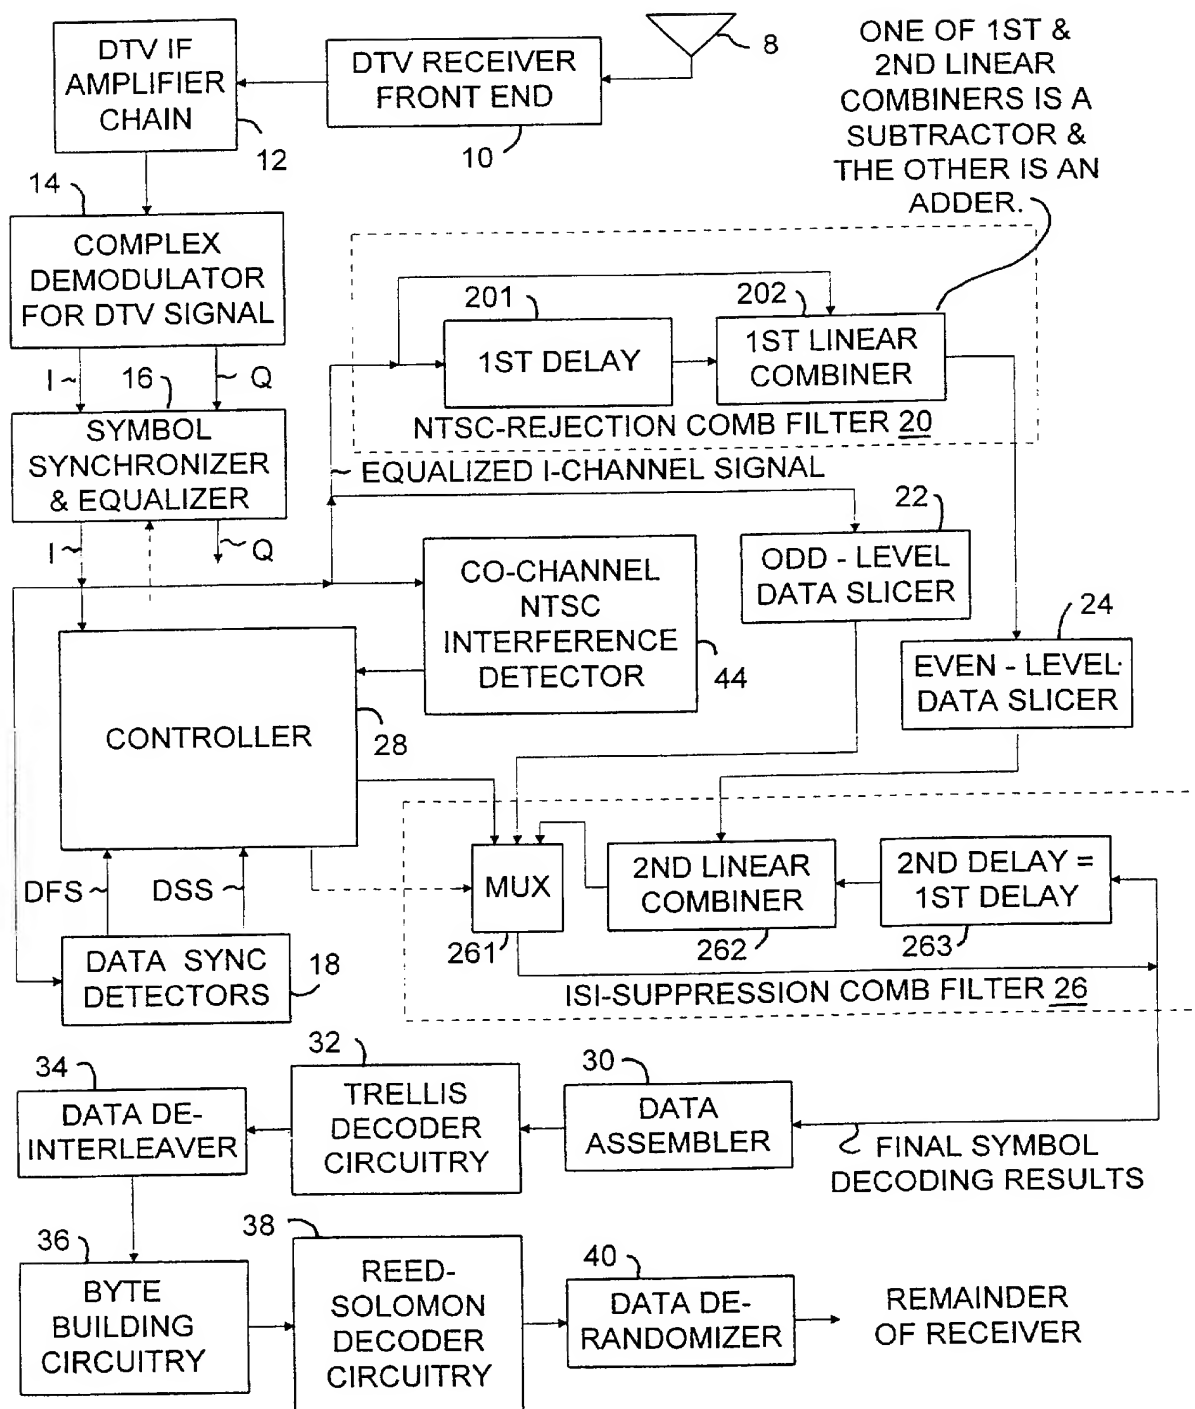 DTV IF
AMPLIFIER
CHAIN
12
DTV RECEIVER
FRONT END
10
8
ONE OF 1ST &
2ND LINEAR
COMBINERS IS A
SUBTRACTOR &
THE OTHER IS AN
ADDER.
14
COMPLEX
DEMODULATOR
FOR DTV SIGNAL
I
16
Q
SYMBOL
SYNCHRONIZER
& EQUALIZER
I
Q
201
1ST DELAY
202
1ST LINEAR
COMBINER
NTSC-REJECTION COMB FILTER 20
EQUALIZED I-CHANNEL SIGNAL
22
ODD - LEVEL
DATA SLICER
CO-CHANNEL
NTSC
INTERFERENCE
DETECTOR
44
24
EVEN - LEVEL
DATA SLICER
CONTROLLER
28
DFS
DSS
DATA SYNC
DETECTORS
18
MUX
261
2ND LINEAR
COMBINER
262
2ND DELAY =
1ST DELAY
263
ISI-SUPPRESSION COMB FILTER 26
34
DATA DE-
INTERLEAVER
32
TRELLIS
DECODER
CIRCUITRY
30
DATA
ASSEMBLER
FINAL SYMBOL
DECODING RESULTS
36
BYTE
BUILDING
CIRCUITRY
38
REED-
SOLOMON
DECODER
CIRCUITRY
40
DATA DE-
RANDOMIZER
REMAINDER
OF RECEIVER